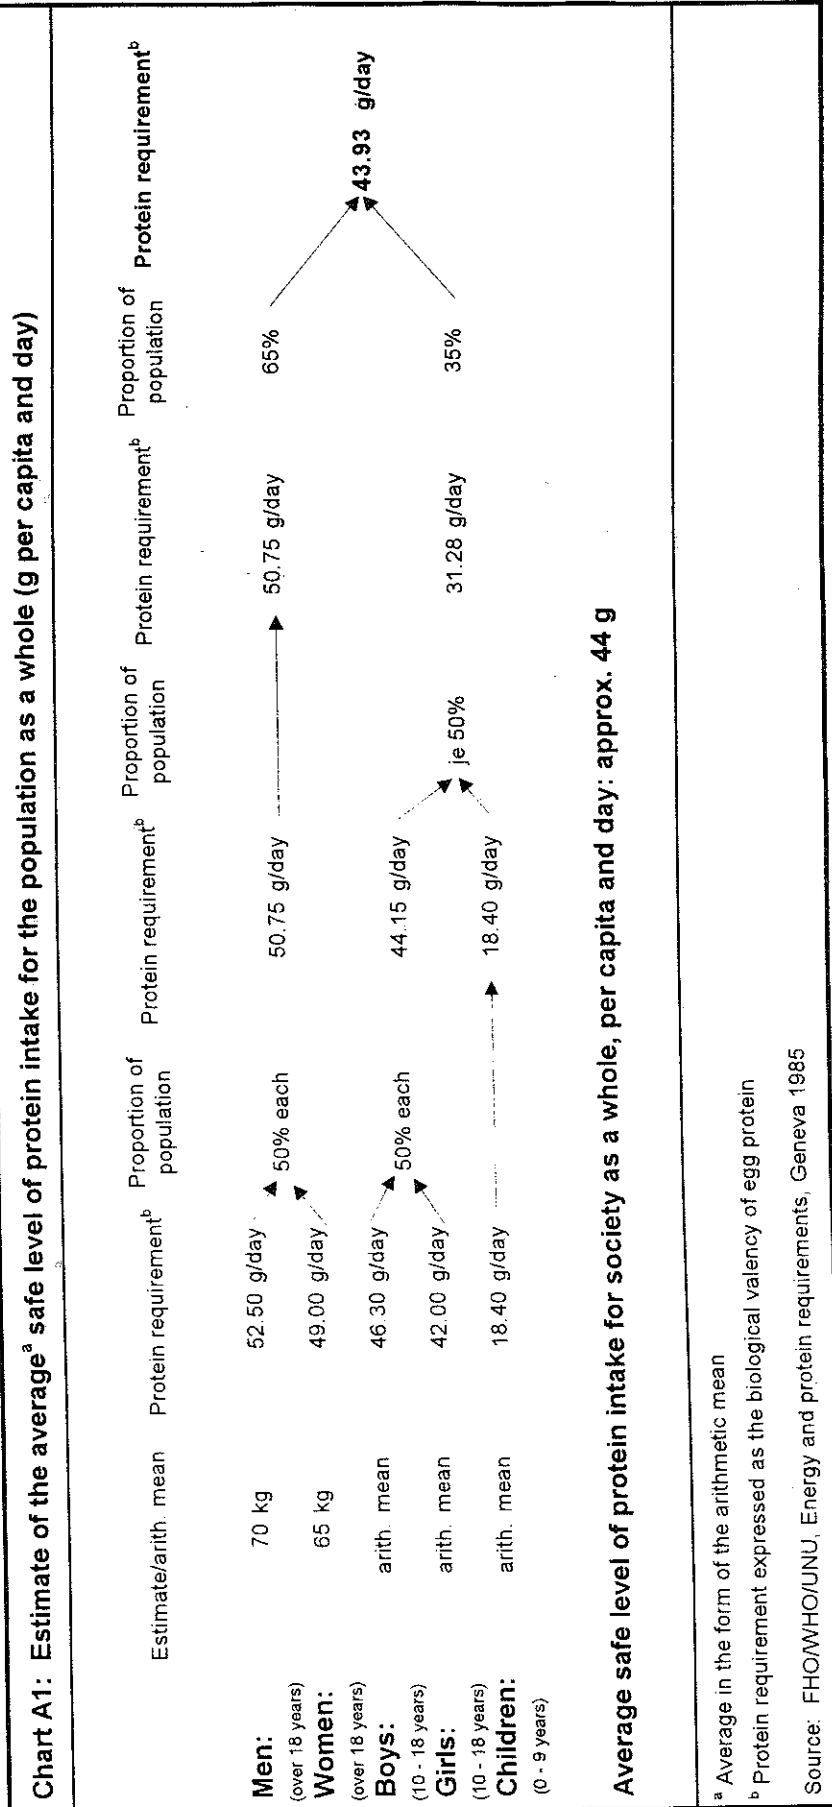 Chart A1: Estimate of the averageᵃ safe level of protein intake for the population as a whole (g per capita and day)
Estimate/arith. mean Protein requirementᵇ Proportion of population Protein requirementᵇ Proportion of population Protein requirementᵇ Proportion of population Protein requirementᵇ
Men: 70 kg 52.50 g/day 50% each 50.75 g/day 50.75 g/day 65%
(over 18 years)
Women: 65 kg 49.00 g/day
(over 18 years)
43.93 g/day
Boys: arith. mean 46.30 g/day 50% each 44.15 g/day
(10 - 18 years)
je 50% 31.28 g/day 35%
Girls: arith. mean 42.00 g/day
(10 - 18 years)
Children: arith. mean 18.40 g/day 18.40 g/day
(0 - 9 years)
Average safe level of protein intake for society as a whole, per capita and day: approx. 44 g
ᵃ Average in the form of the arithmetic mean
ᵇ Protein requirement expressed as the biological valency of egg protein
Source: FHO/WHO/UNU, Energy and protein requirements, Geneva 1985